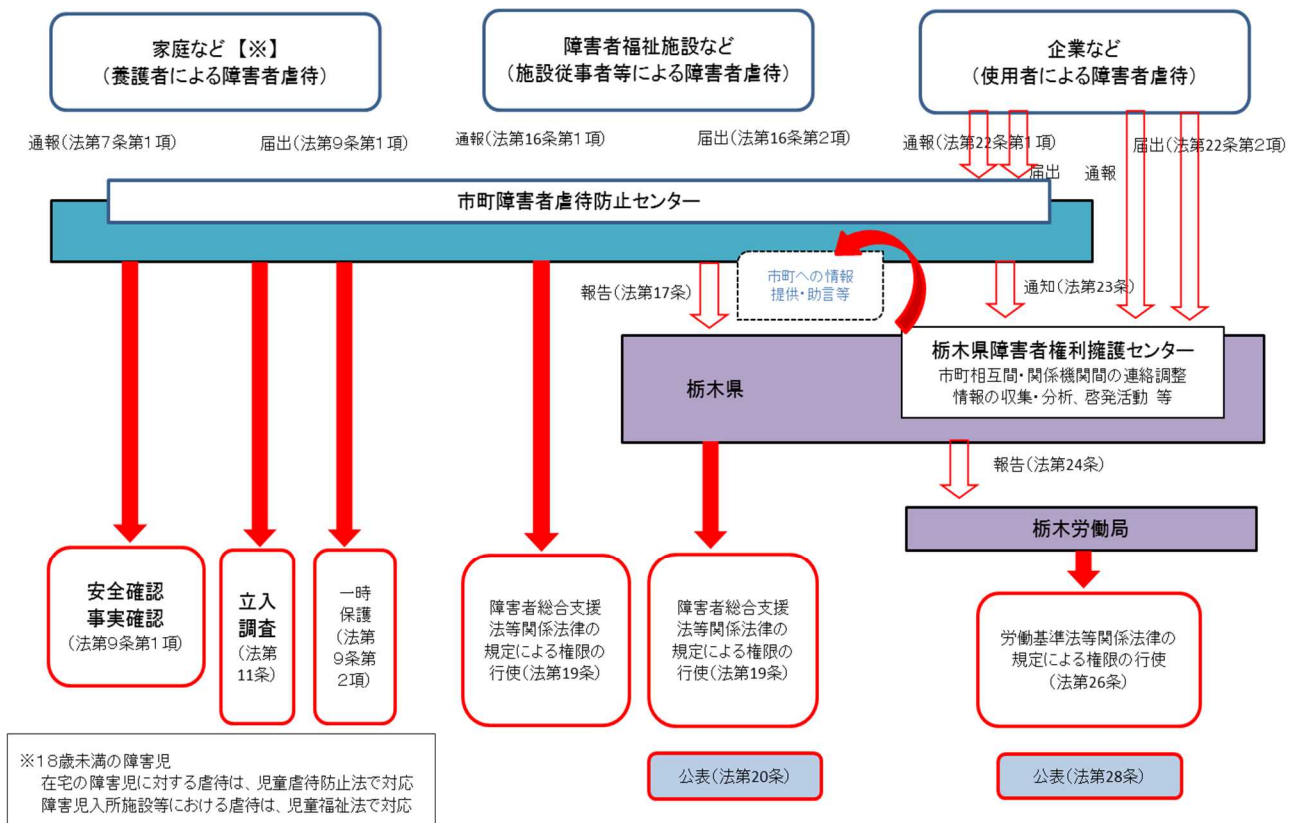 家庭など 【※】
(養護者による障害者虐待)
障害者福祉施設など
(施設従事者等による障害者虐待)
企業など
(使用者による障害者虐待)
通報(法第7条第1項)
届出(法第9条第1項)
通報(法第16条第1項)
届出(法第16条第2項)
通報(法第22条第1項)
届出(法第22条第2項)
届出
通報
市町障害者虐待防止センター
市町への情報
提供・助言等
報告(法第17条)
通知(法第23条)
栃木県
栃木県障害者権利擁護センター
市町相互間・関係機関間の連絡調整
情報の収集・分析、啓発活動 等
報告(法第24条)
栃木労働局
安全確認
事実確認
(法第9条第1項)
立入
調査
(法第
11条)
一時
保護
(法第
9条第
2項)
障害者総合支援
法等関係法律の
規定による権限の
行使(法第19条)
障害者総合支援
法等関係法律の
規定による権限の
行使(法第19条)
労働基準法等関係法律の
規定による権限の行使
(法第26条)
公表(法第20条)
公表(法第28条)
※18歳未満の障害児
在宅の障害児に対する虐待は、児童虐待防止法で対応
障害児入所施設等における虐待は、児童福祉法で対応